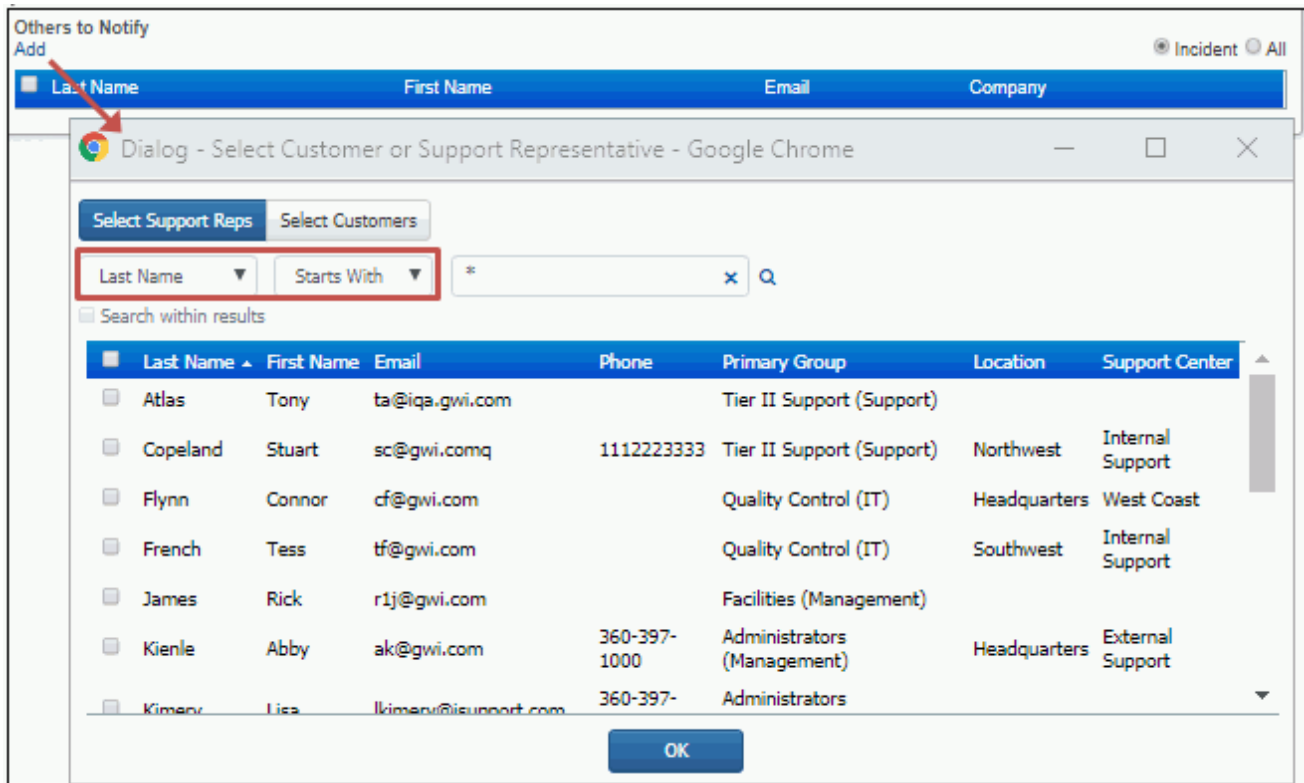 Others to Notify
Add
Incident All
Last Name First Name Email Company
Dialog - Select Customer or Support Representative - Google Chrome
Select Support Reps Select Customers
Last Name Starts With *
Search within results
Last Name First Name Email Phone Primary Group Location Support Center
Atlas Tony ta@iqa.gwi.com Tier II Support (Support)
Copeland Stuart sc@gwi.comq 1112223333 Tier II Support (Support) Northwest Internal
Support
Flynn Connor cf@gwi.com Quality Control (IT) Headquarters West Coast
French Tess tf@gwi.com Quality Control (IT) Southwest Internal
Support
James Rick r1j@gwi.com Facilities (Management)
Kienle Abby ak@gwi.com 360-397- Administrators Headquarters External
1000 (Management) Support
Kimery Lisa lkimery@isupport.com 360-397- Administrators
OK